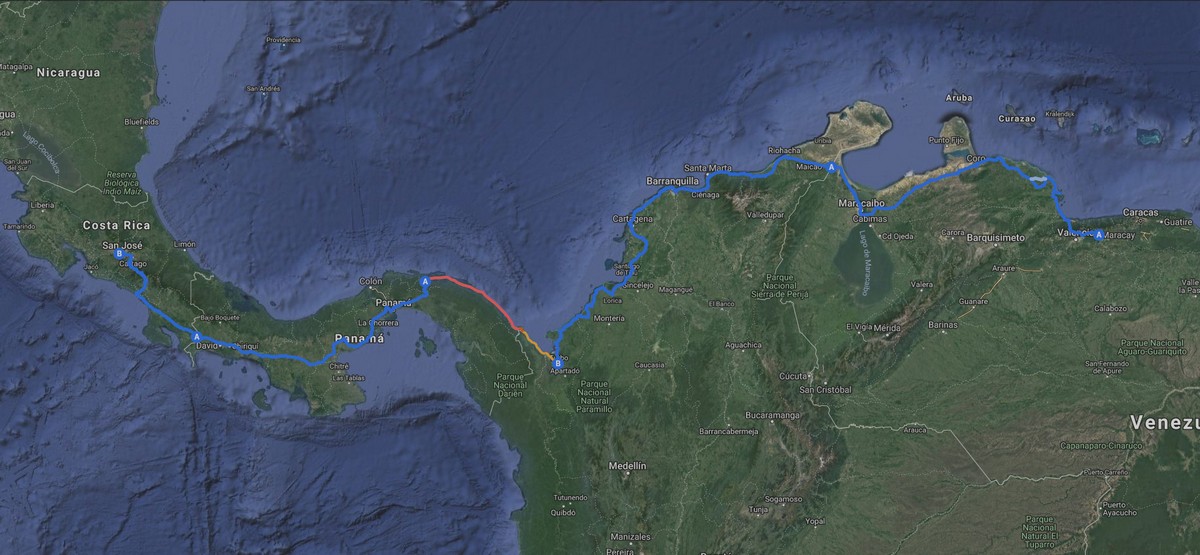 Providencia
Matagalpa
Nicaragua
San Andrés
Aruba
Bluefields
Curazao
Kralendijk
Lago Cocibolca
Punto Fijo
Uribia
Riohacha
San Juan
del Sur
Coro
Maicao
A
Santa Marta
Reserva
Biológica
Indio Maíz
Barranquilla
Ciénaga
Liberia
Maracaibo
Caracas
Cartagena
Valledupar
Cabimas
Guatire
Tamarindo
Costa Rica
Cd Ojeda
Carora
Barquisimeto
Valencia
A
Maracay
San José
Limón
B
Cartago
Jacó
Lago de Maracaibo
Araure
Colón
A
Parque
Nacional
Sierra de Perijá
Valera
Sincelejo
Magangue
Lorica
El Banco
Guanare
Panamá
Calabozo
Bajo Boquete
La Chorrera
Monteria
El Vigía
Mérida
Barinas
A
David
Chiriquí
Panamá
Aguachica
Parque Nacional
Aguaro-Guariquito
Chitré
B
Apartadó
Caucasia
San Fernando
de Apure
Las Tablas
Parque
Nacional
Darién
Parque
Nacional
Natural
Paramillo
Cúcuta
San Cristóbal
Bucaramanga
Barrancabermeja
Arauca
Venezu
Capanaparo-Cinaruco
Medellín
Puerto Carreño
Tutunendo
Quibdó
Sogamoso
Tunja
Yopal
Puerto
Ayacucho
Manizales
Pereira
Parque
Nacional
El Tuparro